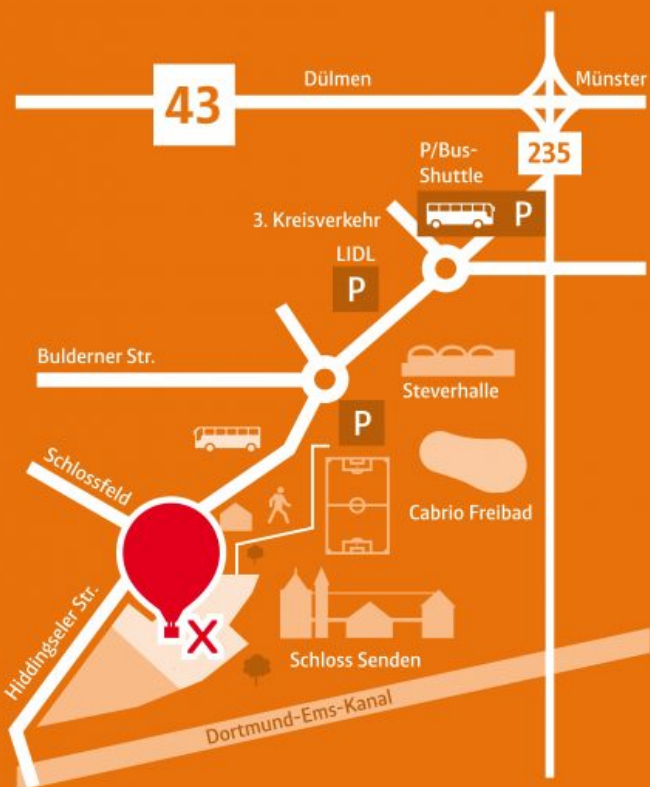 Dülmen
Münster
43
235
P/Bus-
Shuttle
P
3. Kreisverkehr
LIDL
P
Bulderner Str.
Steverhalle
P
Schlossfeld
Cabrio Freibad
Hiddingseler Str.
X
Schloss Senden
Dortmund-Ems-Kanal